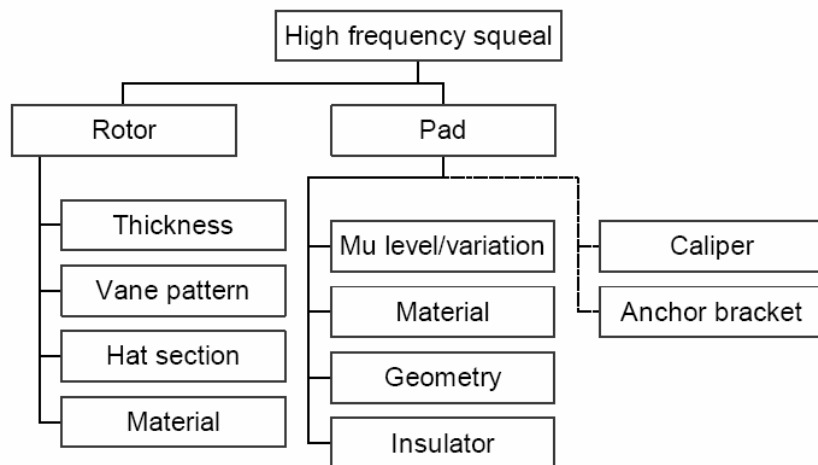 High frequency squeal
Rotor
Pad
Thickness
Vane pattern
Hat section
Material
Mu level/variation
Material
Geometry
Insulator
Caliper
Anchor bracket